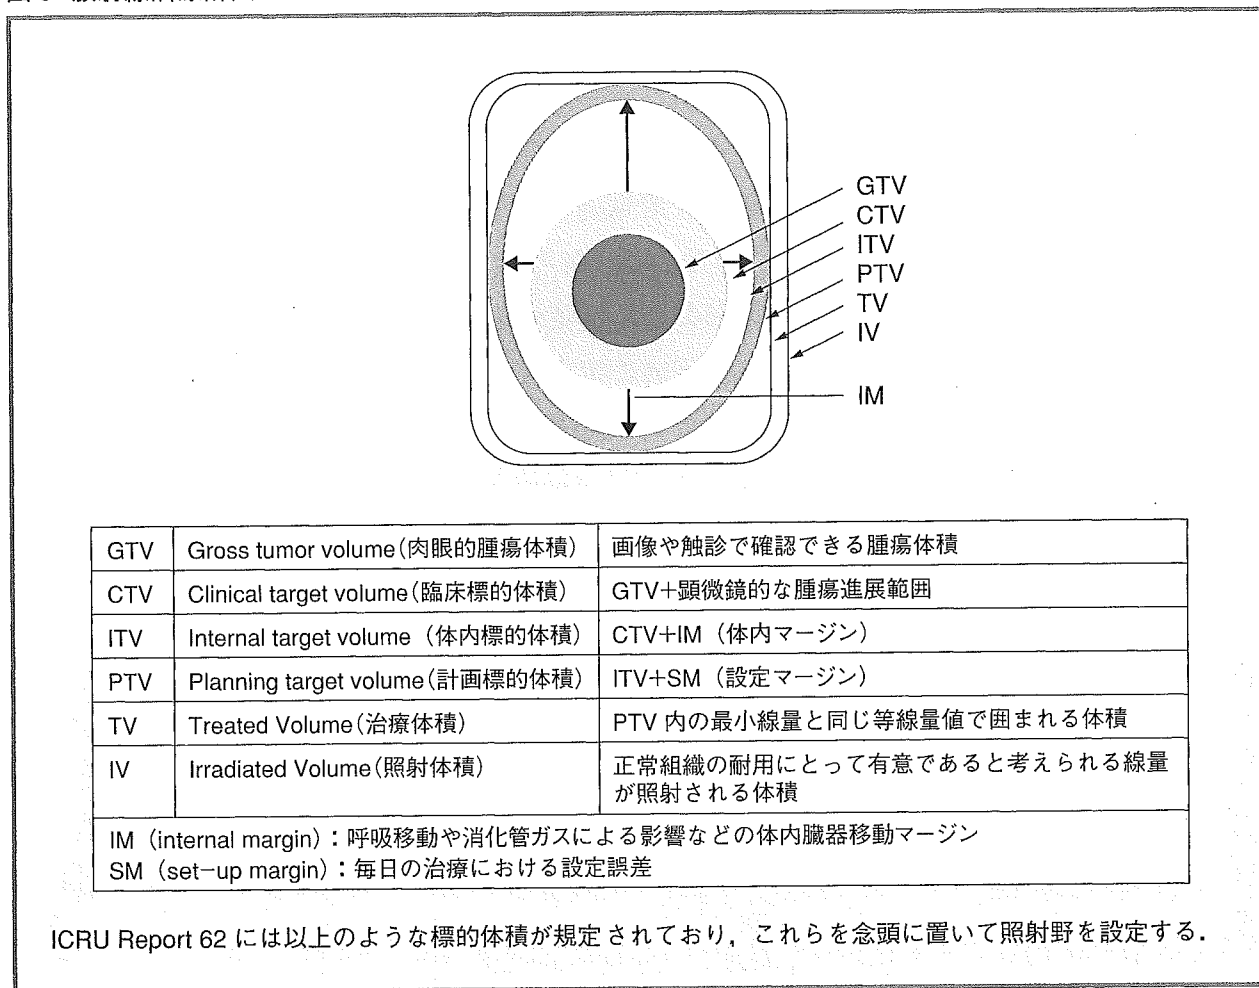 GTV
CTV
ITV
PTV
TV
IV
IM
GTV Gross tumor volume(肉眼的腫瘍体積) 画像や触診で確認できる腫瘍体積
CTV Clinical target volume(臨床標的体積) GTV+顕微鏡的な腫瘍進展範囲
ITV Internal target volume (体内標的体積) CTV+IM (体内マージン)
PTV Planning target volume(計画標的体積) ITV+SM (設定マージン)
TV Treated Volume(治療体積) PTV 内の最小線量と同じ等線量値で囲まれる体積
IV Irradiated Volume(照射体積) 正常組織の耐用にとって有意であると考えられる線量
が照射される体積
IM (internal margin):呼吸移動や消化管ガスによる影響などの体内臓器移動マージン
SM (set-up margin):毎日の治療における設定誤差
ICRU Report 62 には以上のような標的体積が規定されており,これらを念頭に置いて照射野を設定する.